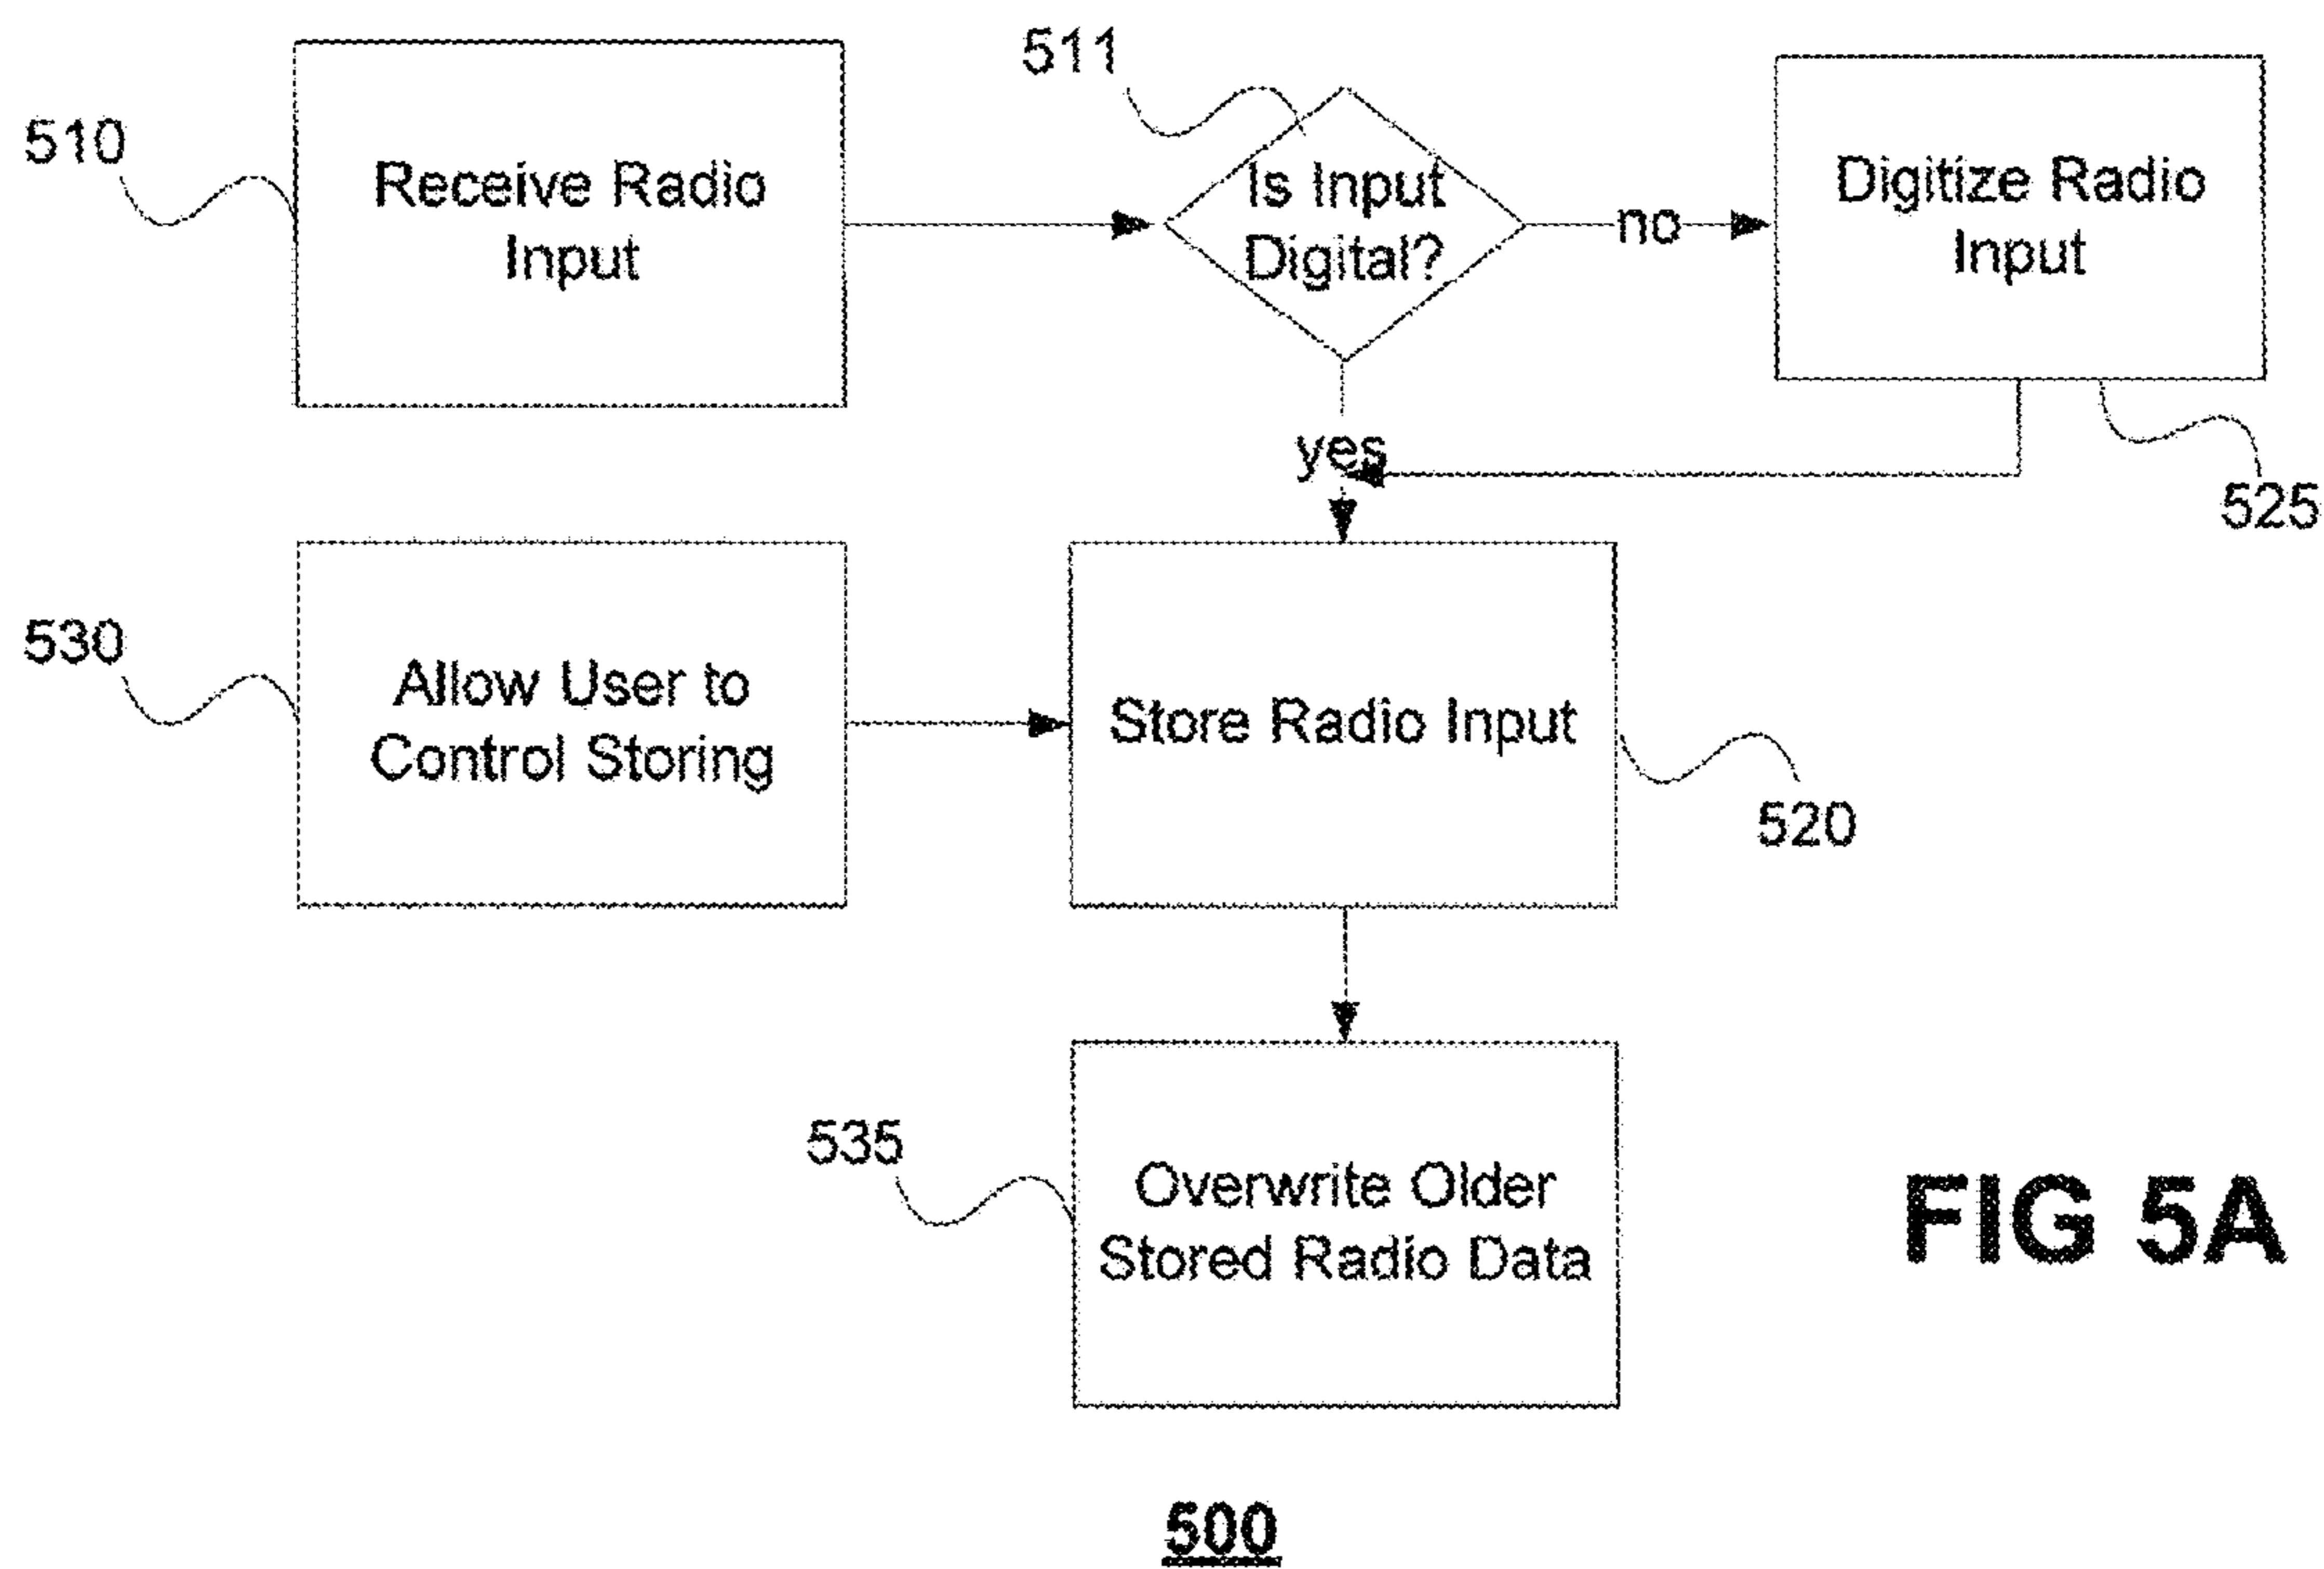 511
510
Receive Radio
Input
Is Input
Digital?
no
Digitize Radio
Input
yes
525
530
Allow User to
Control Storing
Store Radio Input
520
535
Overwrite Older
Stored Radio Data
FIG 5A
500